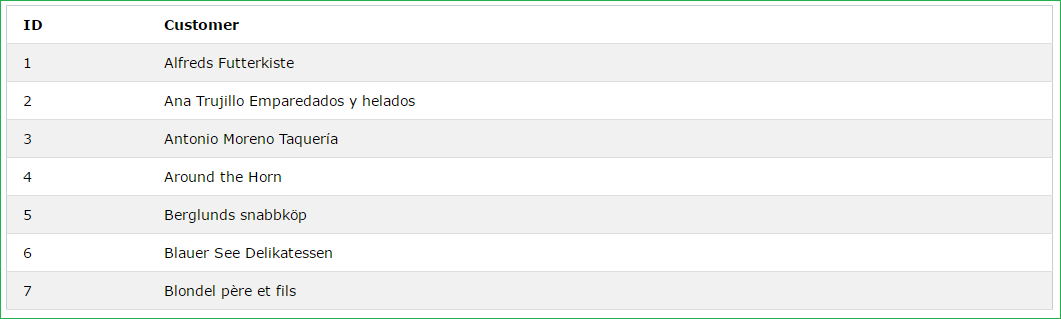 ID Customer
1 Alfreds Futterkiste
2 Ana Trujillo Emparedados y helados
3 Antonio Moreno Taquería
4 Around the Horn
5 Berglunds snabbköp
6 Blauer See Delikatessen
7 Blondel père et fils